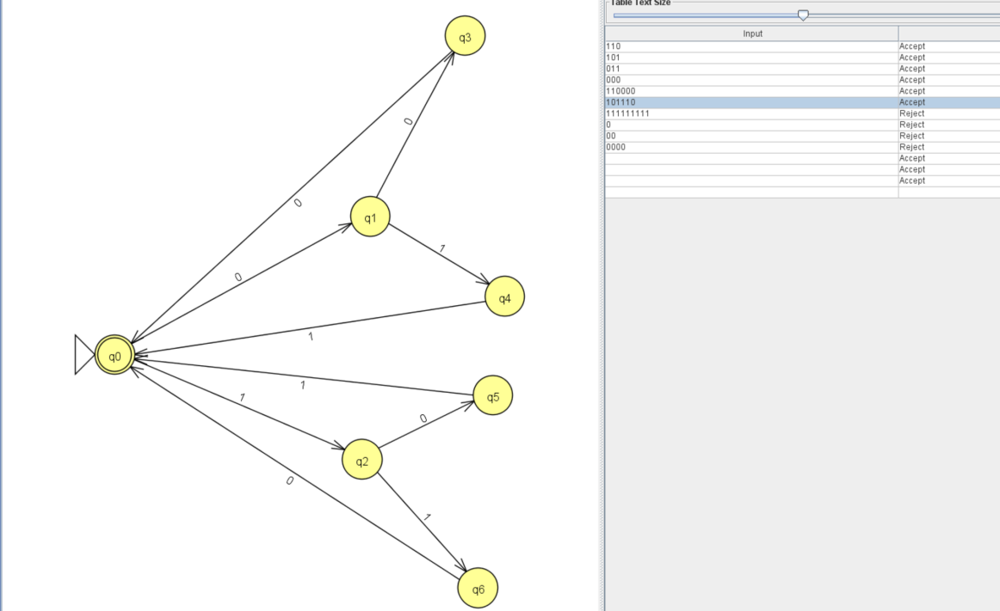 Table Text Size
Input
110 Accept
101 Accept
011 Accept
000 Accept
110000 Accept
101110 Accept
111111111 Reject
0 Reject
00 Reject
0000 Reject
Accept
Accept
Accept
q3
0
0
q1
0
1
q4
1
q0
1
q5
1
0
q2
0
1
q6